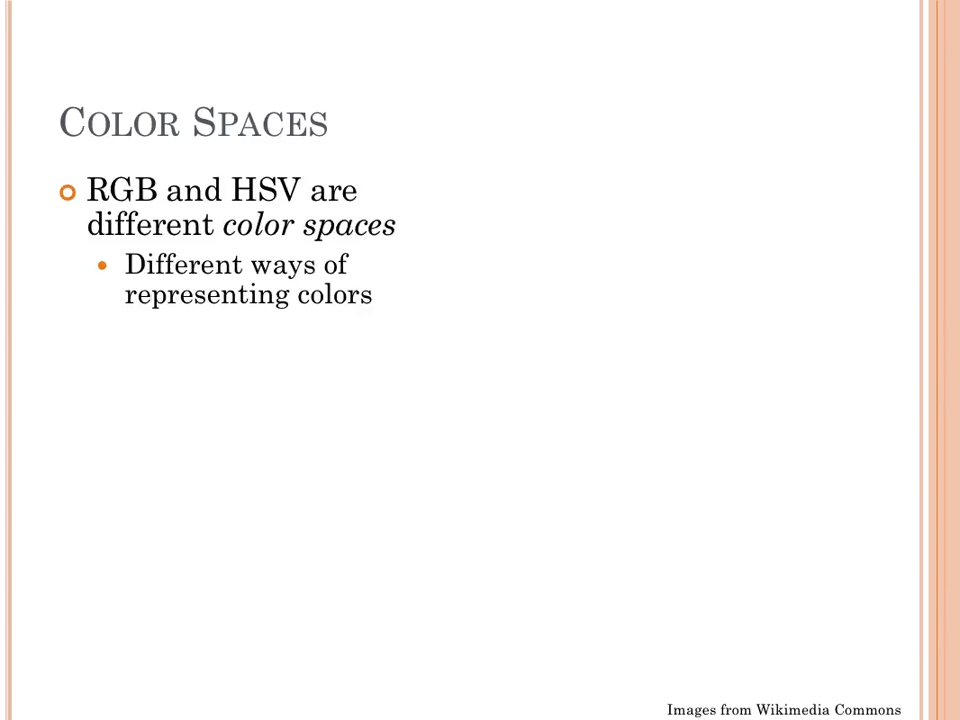 COLOR SPACES
RGB and HSV are
different color spaces
Different ways of
representing colors
Images from Wikimedia Commons